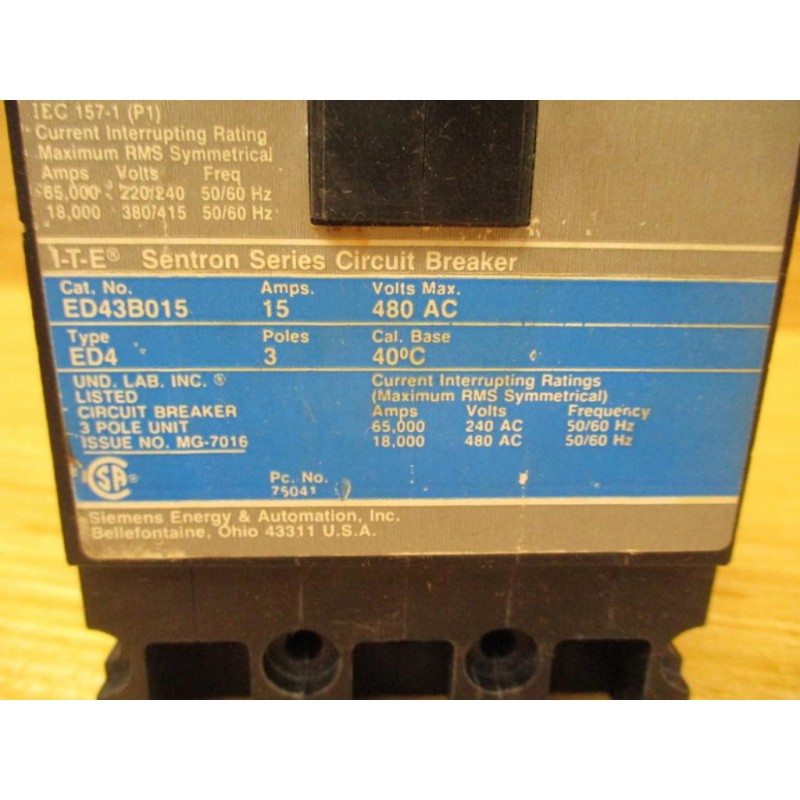 IEC 157-1 (P1)
Current Interrupting Rating
Maximum RMS Symmetrical
Amps Volts Freq
65,000 220/240 50/60 Hz
18,000 380/415 50/60 Hz
I-T-E® Sentron Series Circuit Breaker
Cat. No. Amps. Volts Max.
ED43B015 15 480 AC
Type Poles Cal. Base
ED4 3 40ºC
UND. LAB. INC. ® Current Interrupting Ratings
LISTED (Maximum RMS Symmetrical)
CIRCUIT BREAKER Amps Volts Frequency
3 POLE UNIT 65,000 240 AC 50/60 Hz
ISSUE NO. MG-7016 18,000 480 AC 50/60 Hz
SA®
Pc. No.
75041
Siemens Energy & Automation, Inc.
Bellefontaine, Ohio 43311 U.S.A.